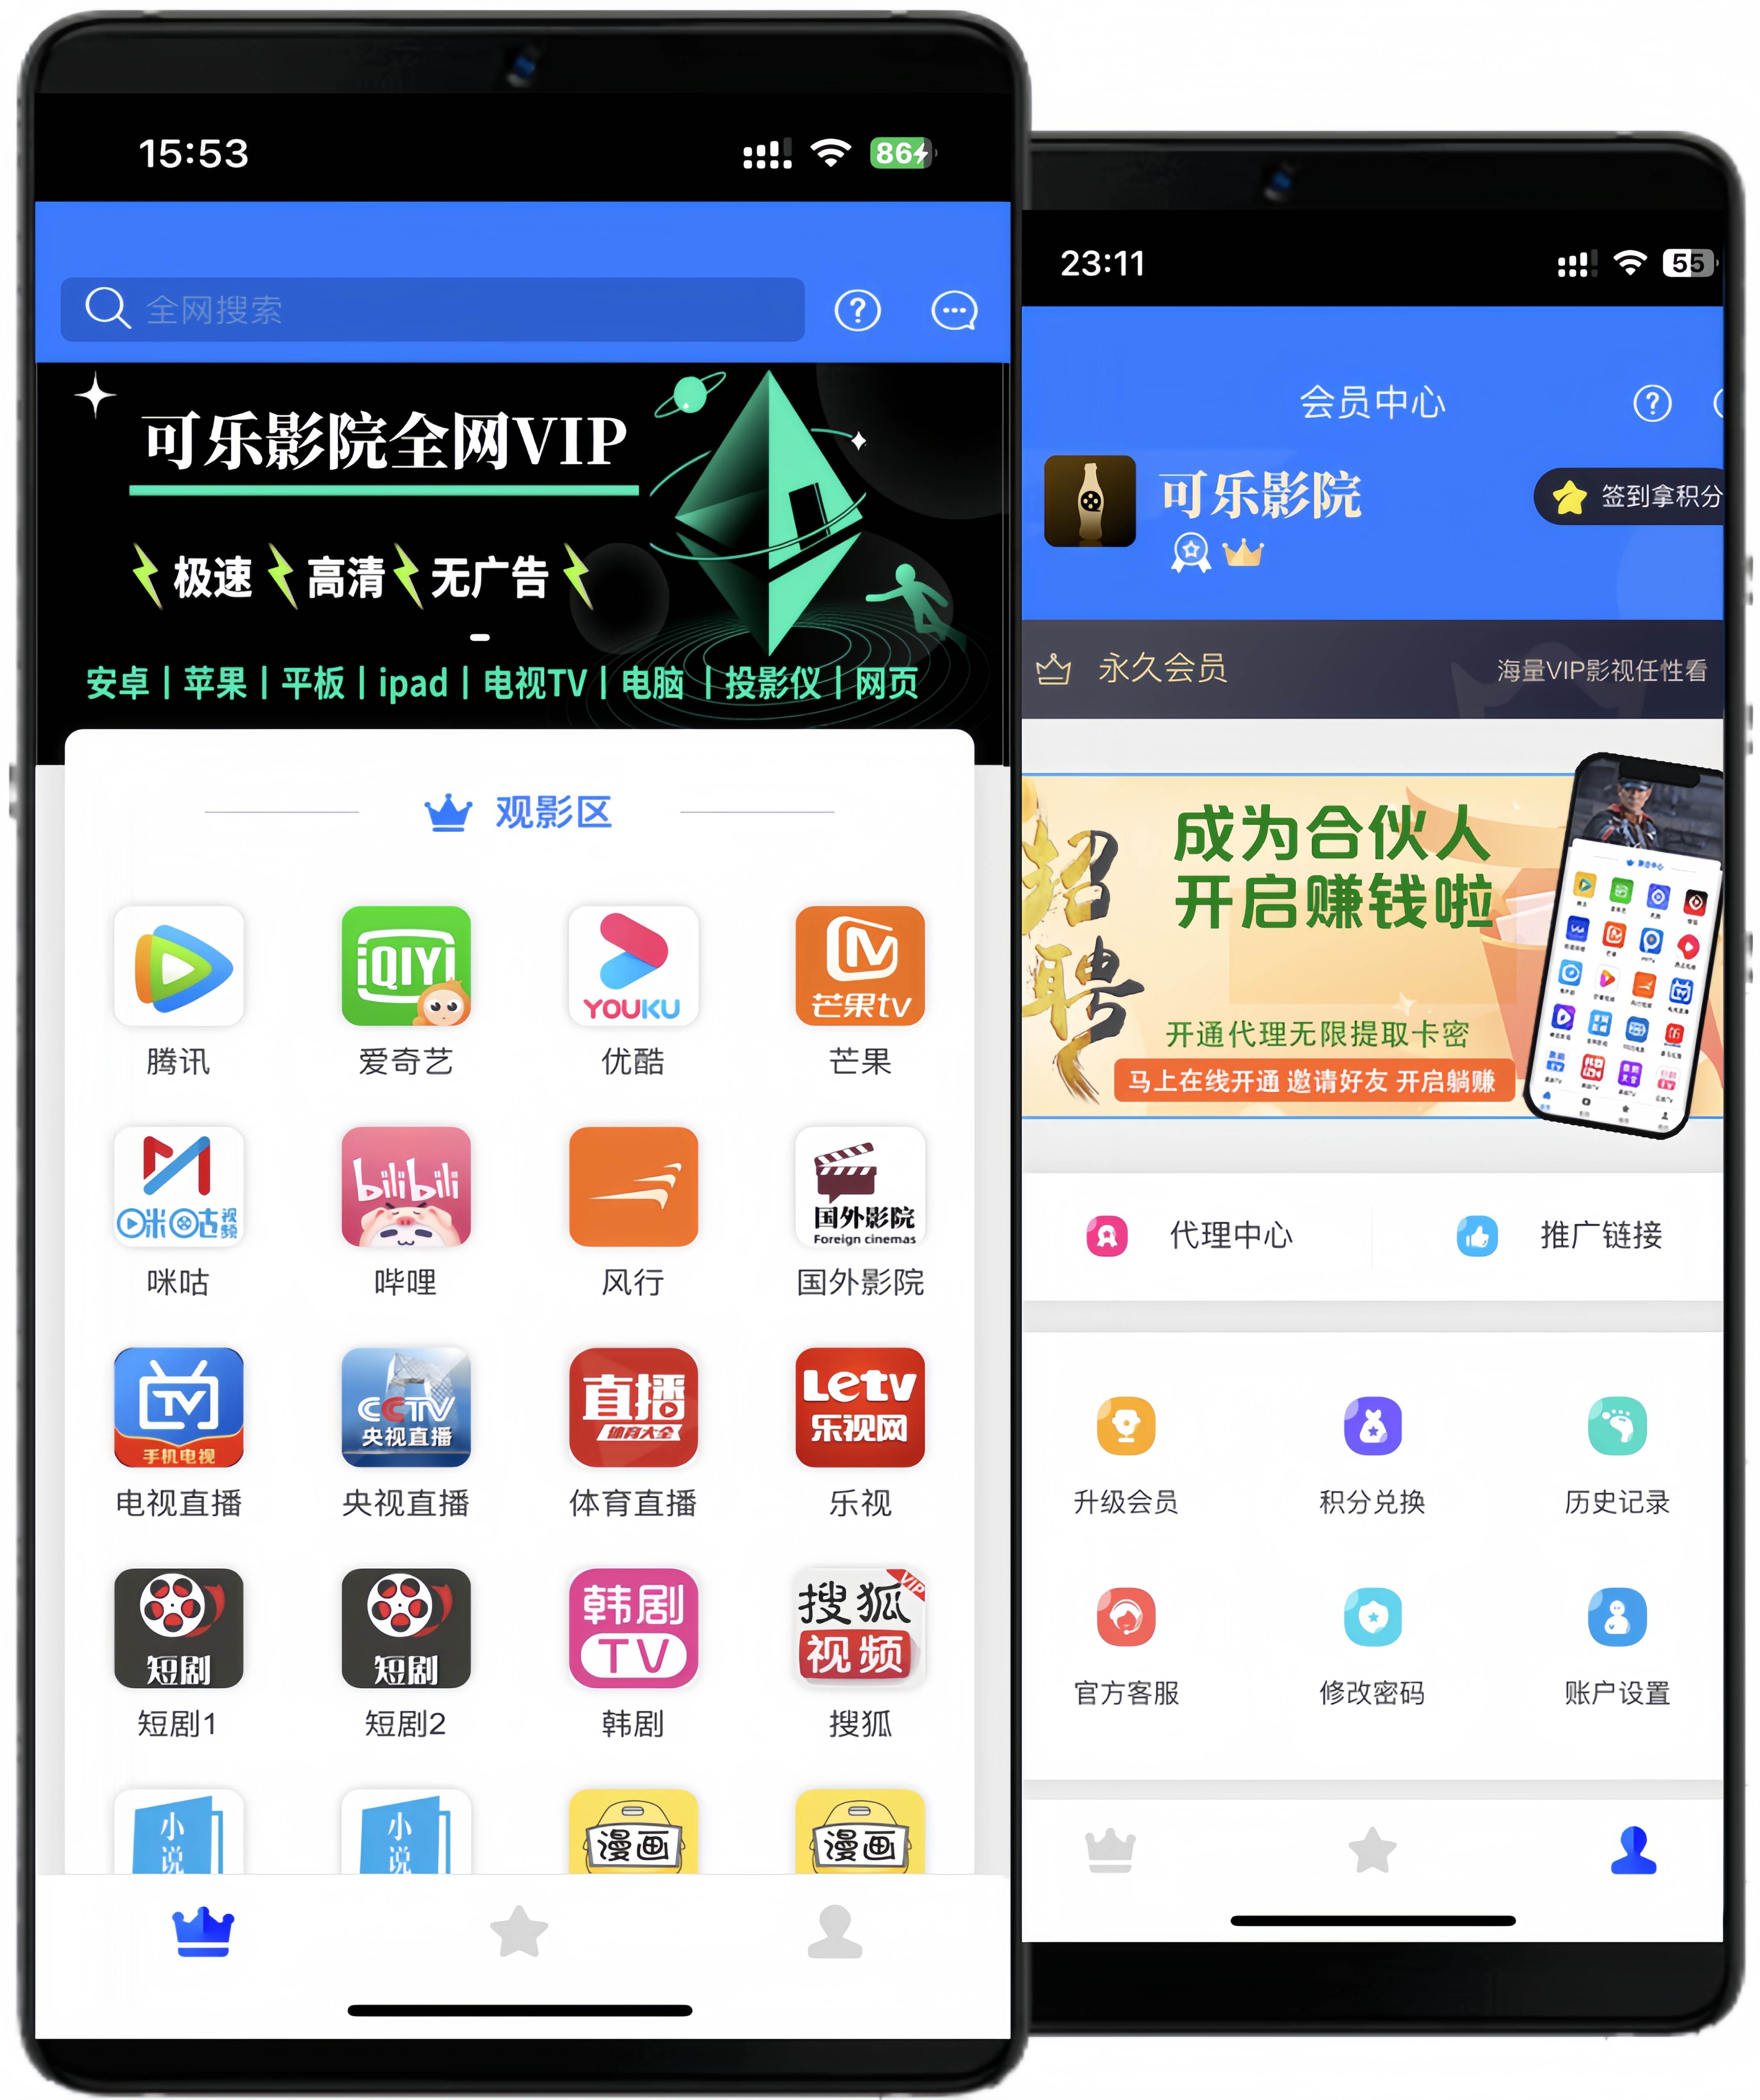 15:53
86
全网搜索
可乐影院全网VIP
极速 高清 无广告
安卓 | 苹果 | 平板 | ipad | 电视TV | 电脑 | 投影仪 | 网页
观影区
iQIYI
YOUKU
芒果tv
腾讯
爱奇艺
优酷
芒果
咪咕视频
bilibili
国外影院
Foreign cinemas
咪咕
哔哩
风行
国外影院
TV
手机电视
CCTV
央视直播
直播
体育大全
Letv
乐视网
电视直播
央视直播
体育直播
乐视
短剧
短剧
韩剧
TV
搜狐
视频
VIP
短剧1
短剧2
韩剧
搜狐
小说
小说
漫画
漫画
23:11
55
会员中心
可乐影院
签到拿积分
永久会员
海量VIP影视任性看
招聘
成为合伙人
开启赚钱啦
开通代理无限提取卡密
马上在线开通 邀请好友 开启躺赚
代理中心
推广链接
升级会员
积分兑换
历史记录
官方客服
修改密码
账户设置